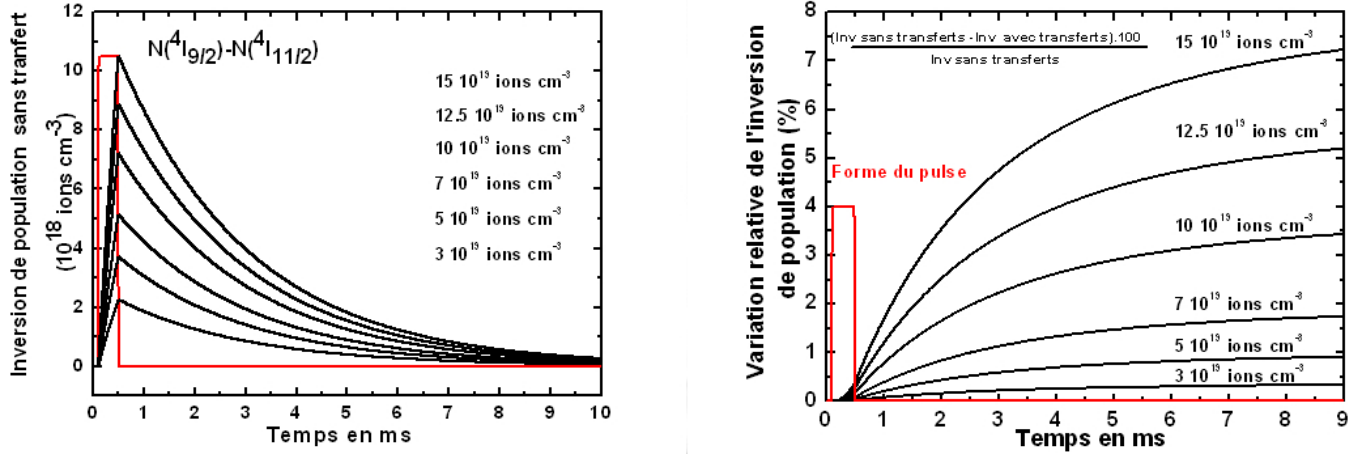 Inversion de population sans tranfert
(10^18 ions cm-3)
12
10
8
6
4
2
0
N(^4I_9/2)-N(^4I_11/2)
15 10^19 ions cm^-3
12.5 10^19 ions cm^-3
10 10^19 ions cm^-3
7 10^19 ions cm^-3
5 10^19 ions cm^-3
3 10^19 ions cm^-3
0 1 2 3 4 5 6 7 8 9 10
Temps en ms
Variation relative de l'inversion
de population (%)
8
7
6
5
4
3
2
1
0
(Inv sans transferts - Inv avec transferts).100
Inv sans transferts
15 10^19 ions cm^-3
12.5 10^19 ions cm^-3
Forme du pulse
10 10^19 ions cm^-3
7 10^19 ions cm^-3
5 10^19 ions cm^-3
3 10^19 ions cm^-3
0 1 2 3 4 5 6 7 8 9
Temps en ms